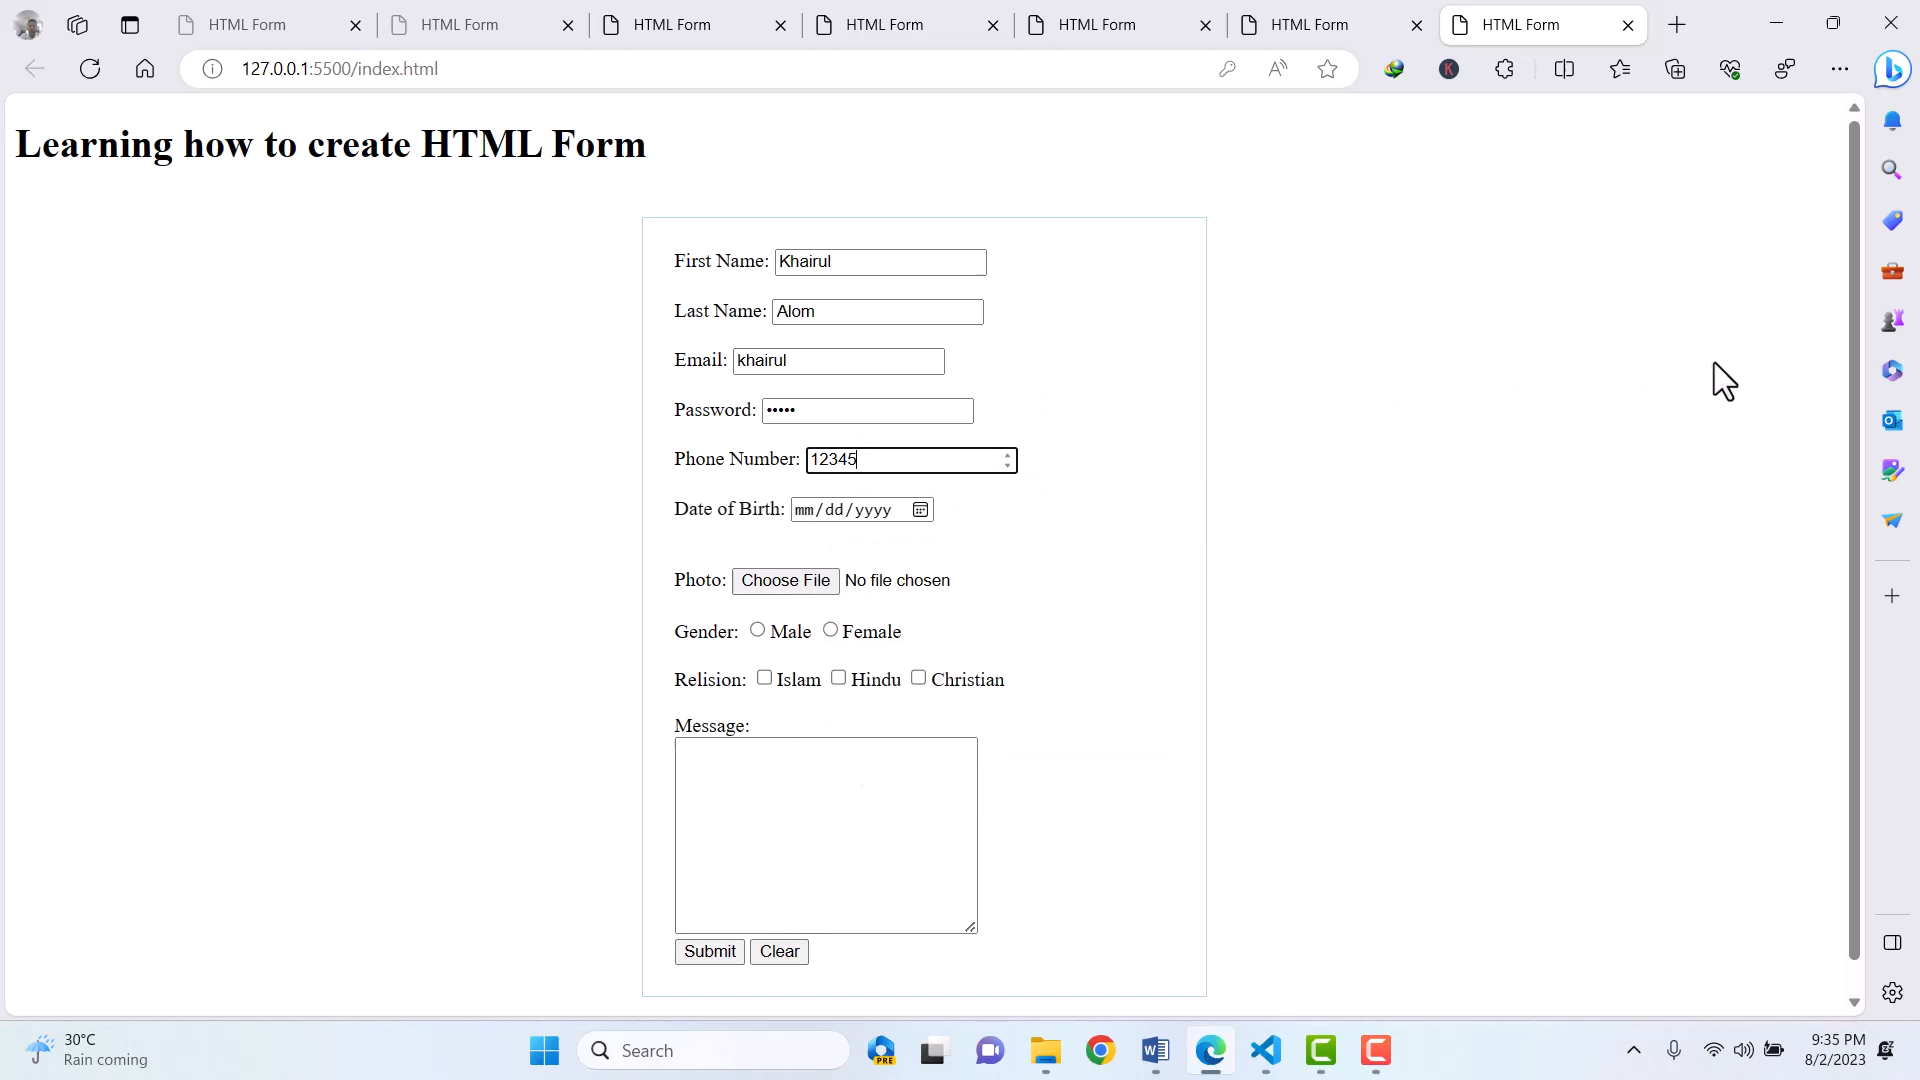 HTML Form
HTML Form
HTML Form
HTML Form
HTML Form
HTML Form
HTML Form
127.0.0.1:5500/index.html
Learning how to create HTML Form
First Name: Khairul
Last Name: Alom
Email: khairul
Password: •••••
Phone Number: 12345
Date of Birth: mm/dd/yyyy
Photo: Choose File No file chosen
Gender: Male Female
Relision: Islam Hindu Christian
Message:
Submit Clear
30°C
Rain coming
Search
PRE
9:35 PM
8/2/2023